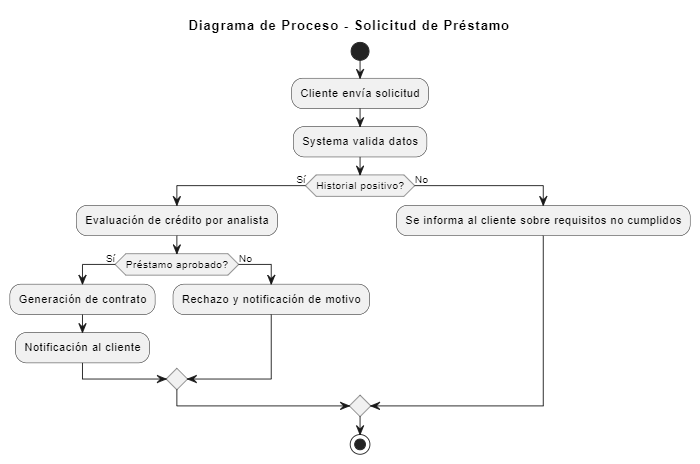 Diagrama de Proceso - Solicitud de Préstamo
Cliente envía solicitud
Systema valida datos
Sí
Historial positivo?
No
Evaluación de crédito por analista
Se informa al cliente sobre requisitos no cumplidos
Sí
Préstamo aprobado?
No
Generación de contrato
Rechazo y notificación de motivo
Notificación al cliente